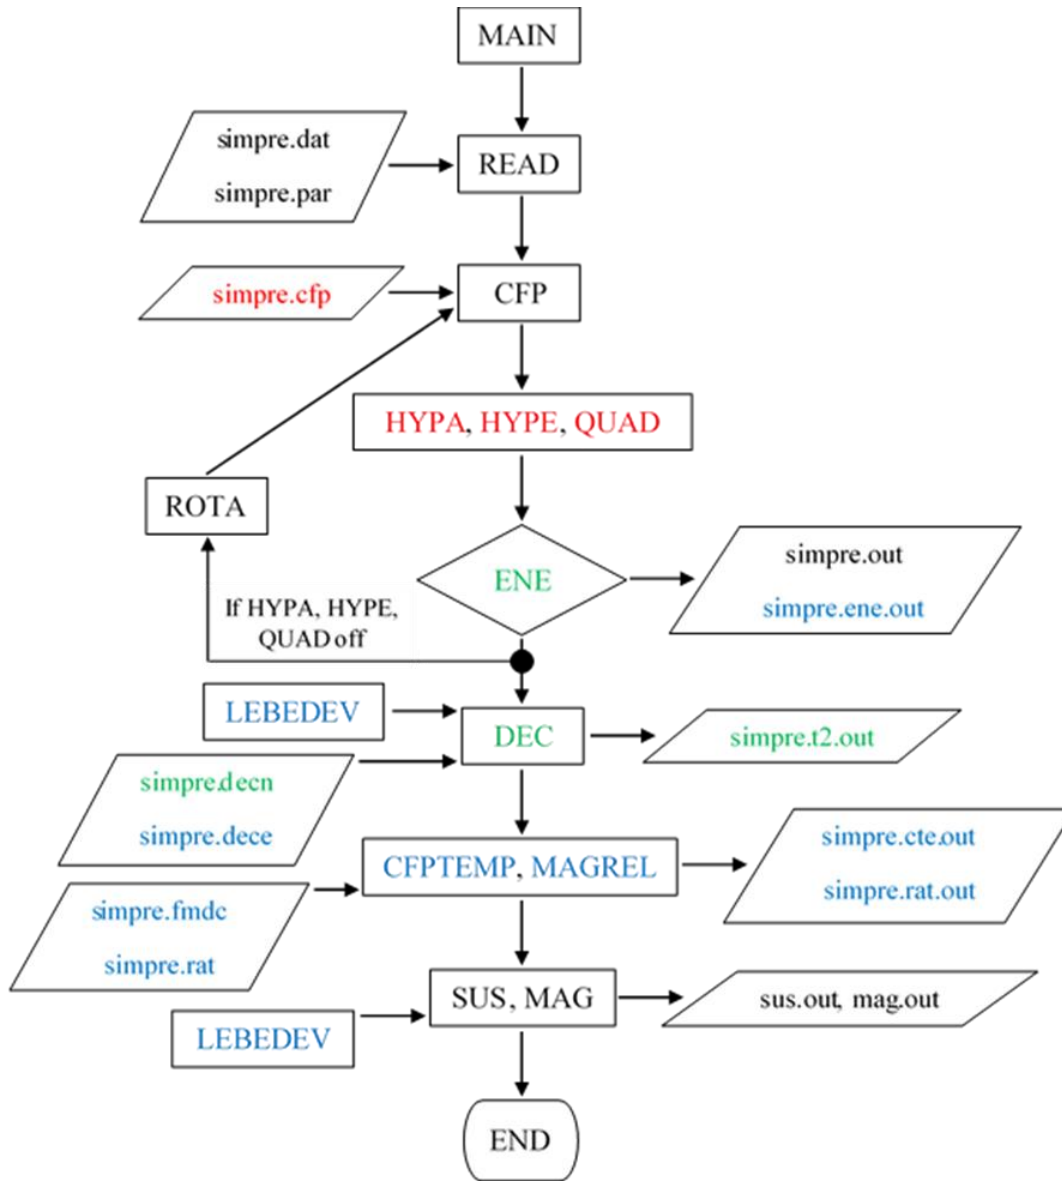 MAIN
simpre.dat
simpre.par
READ
simpre.cfp
CFP
HYPA, HYPE, QUAD
ROTA
ENE
simpre.out
simpre.ene.out
If HYPA, HYPE,
QUAD off
LEBEDEV
DEC
simpre.t2.out
simpre.decn
simpre.dece
CFPTEMP, MAGREL
simpre.cte.out
simpre.rat.out
simpre.fmdc
simpre.rat
SUS, MAG
sus.out, mag.out
LEBEDEV
END